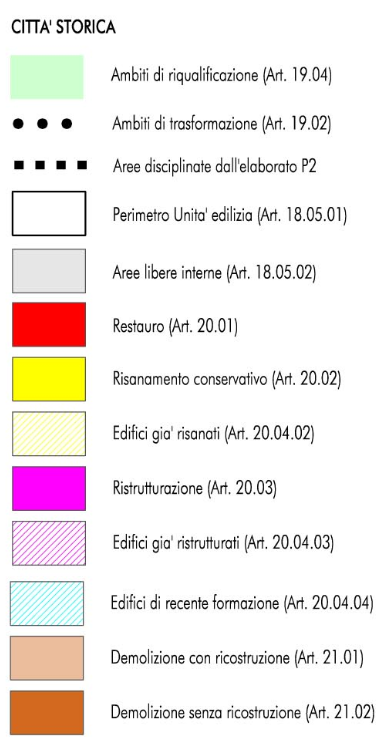 CITTA' STORICA
Ambiti di riqualificazione (Art. 19.04)
Ambiti di trasformazione (Art. 19.02)
Aree disciplinate dall'elaborato P2
Perimetro Unita' edilizia (Art. 18.05.01)
Aree libere interne (Art. 18.05.02)
Restauro (Art. 20.01)
Risanamento conservativo (Art. 20.02)
Edifici gia' risanati (Art. 20.04.02)
Ristrutturazione (Art. 20.03)
Edifici gia' ristrutturati (Art. 20.04.03)
Edifici di recente formazione (Art. 20.04.04)
Demolizione con ricostruzione (Art. 21.01)
Demolizione senza ricostruzione (Art. 21.02)